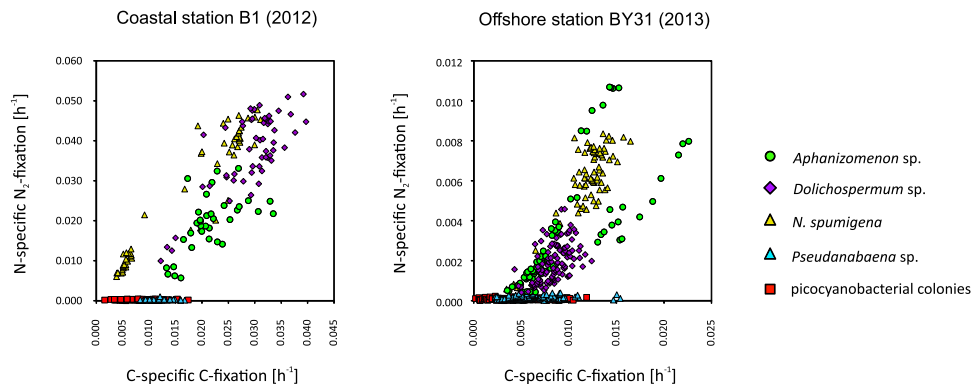 Coastal station B1 (2012)
Offshore station BY31 (2013)
N-specific N₂-fixation [h⁻¹]
0.060
0.050
0.040
0.030
0.020
0.010
0.000
0.000
0.005
0.010
0.015
0.020
0.025
0.030
0.035
0.040
0.045
C-specific C-fixation [h⁻¹]
N-specific N₂-fixation [h⁻¹]
0.012
0.010
0.008
0.006
0.004
0.002
0.000
0.000
0.005
0.010
0.015
0.020
0.025
C-specific C-fixation [h⁻¹]
Aphanizomenon sp.
Dolichospermum sp.
N. spumigena
Pseudanabaena sp.
picocyanobacterial colonies